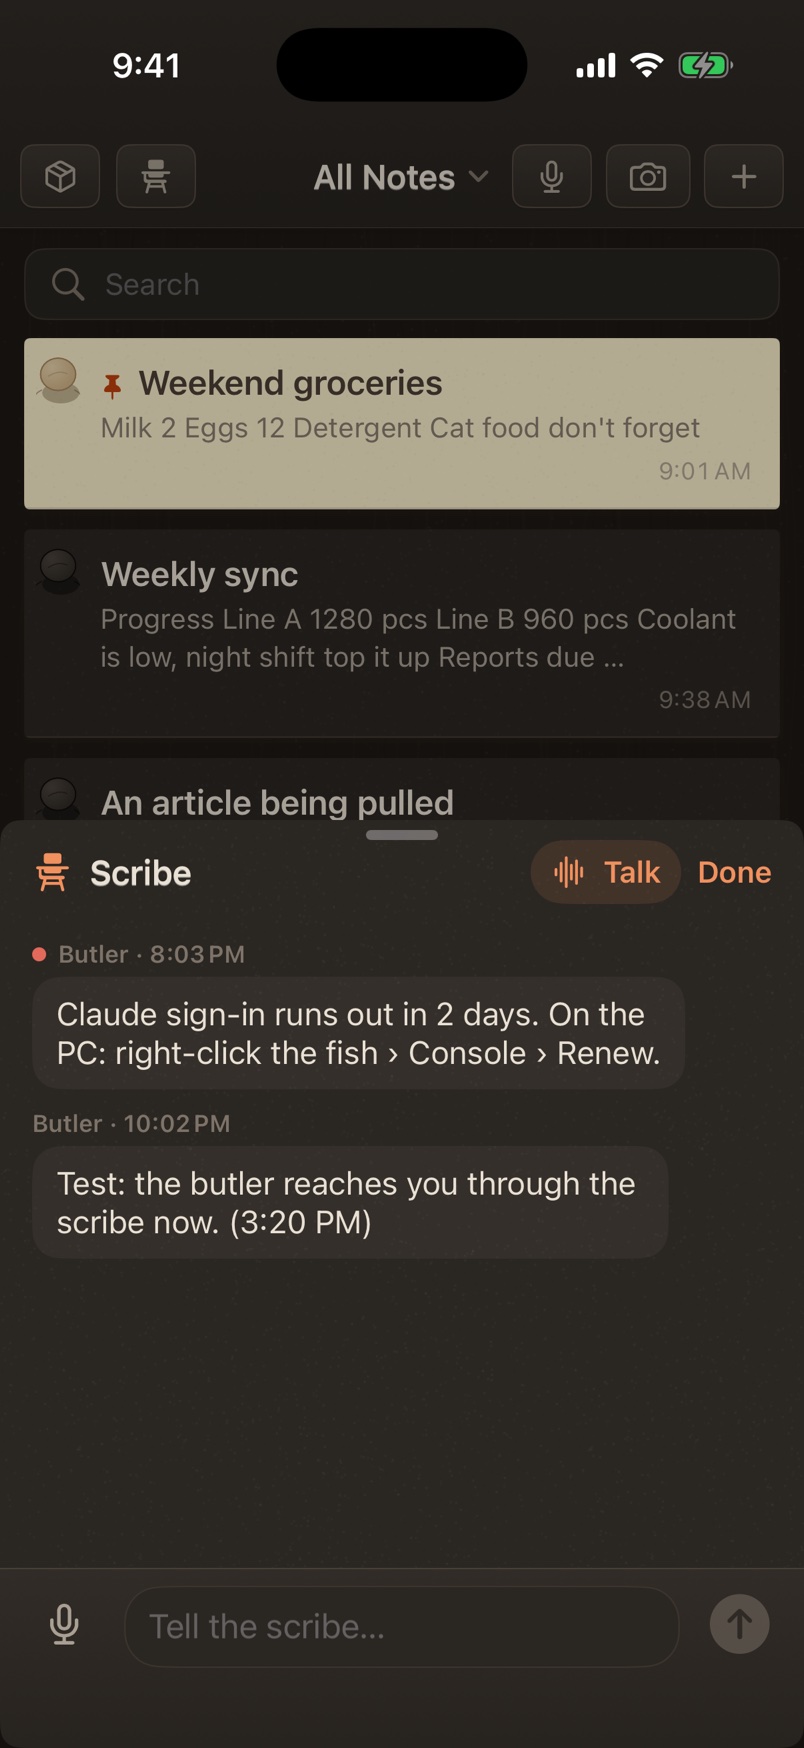 9:41
All Notes
Search
Weekend groceries
Milk 2 Eggs 12 Detergent Cat food don't forget
9:01 AM
Weekly sync
Progress Line A 1280 pcs Line B 960 pcs Coolant
is low, night shift top it up Reports due ...
9:38 AM
An article being pulled
Scribe
Talk
Done
Butler · 8:03 PM
Claude sign-in runs out in 2 days. On the
PC: right-click the fish › Console › Renew.
Butler · 10:02 PM
Test: the butler reaches you through the
scribe now. (3:20 PM)
Tell the scribe...